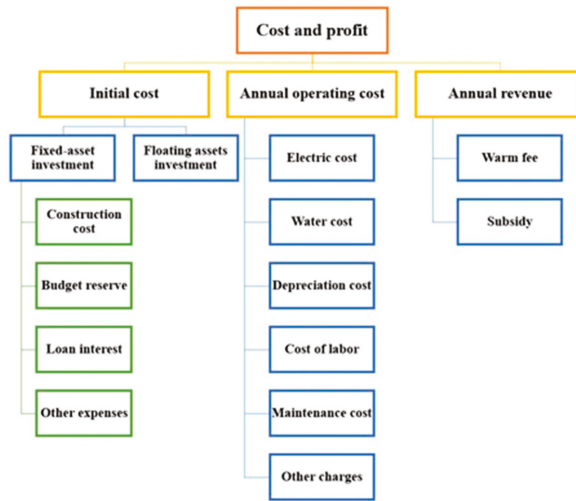 Cost and profit
Initial cost
Annual operating cost
Annual revenue
Fixed-asset
investment
Floating assets
investment
Construction
cost
Budget reserve
Loan interest
Other expenses
Electric cost
Water cost
Depreciation cost
Cost of labor
Maintenance cost
Other charges
Warm fee
Subsidy